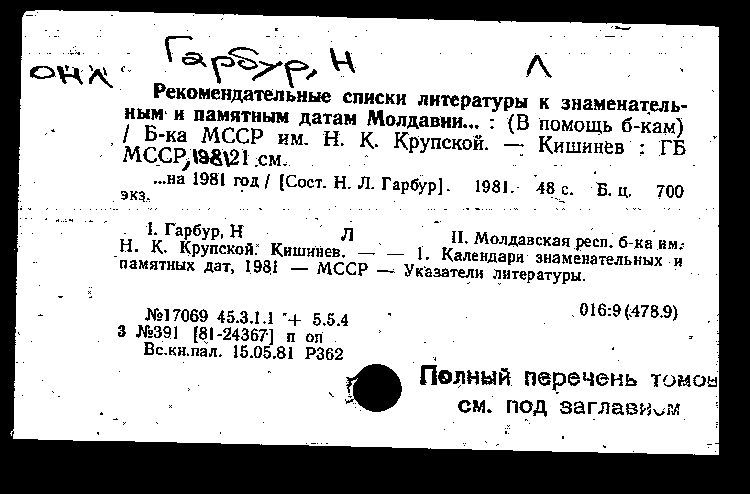 Гарбур, Н Л
ОНЛ
Рекомендательные списки литературы к знаменатель-
ным и памятным датам Молдавии... : (В помощь б-кам)
/ Б-ка МССР им. Н. К. Крупской. — Кишинев : ГБ
МССР, 198 21 см.
...на 1981 год / [Сост. Н. Л. Гарбур]. 1981. 48 с. Б. ц. 700
экз.
I. Гарбур, Н Л II. Молдавская респ. б-ка им.
Н. К. Крупской. Кишинев. — — 1. Календари знаменательных и
памятных дат, 1981 — МССР — Указатели литературы.
016:9(478.9)
№17069 45.3.1.1 + 5.5.4
3 №391 [81-24367] п оп
Вс.кн.пал. 15.05.81 Р362
Полный перечень томов
см. под заглавием